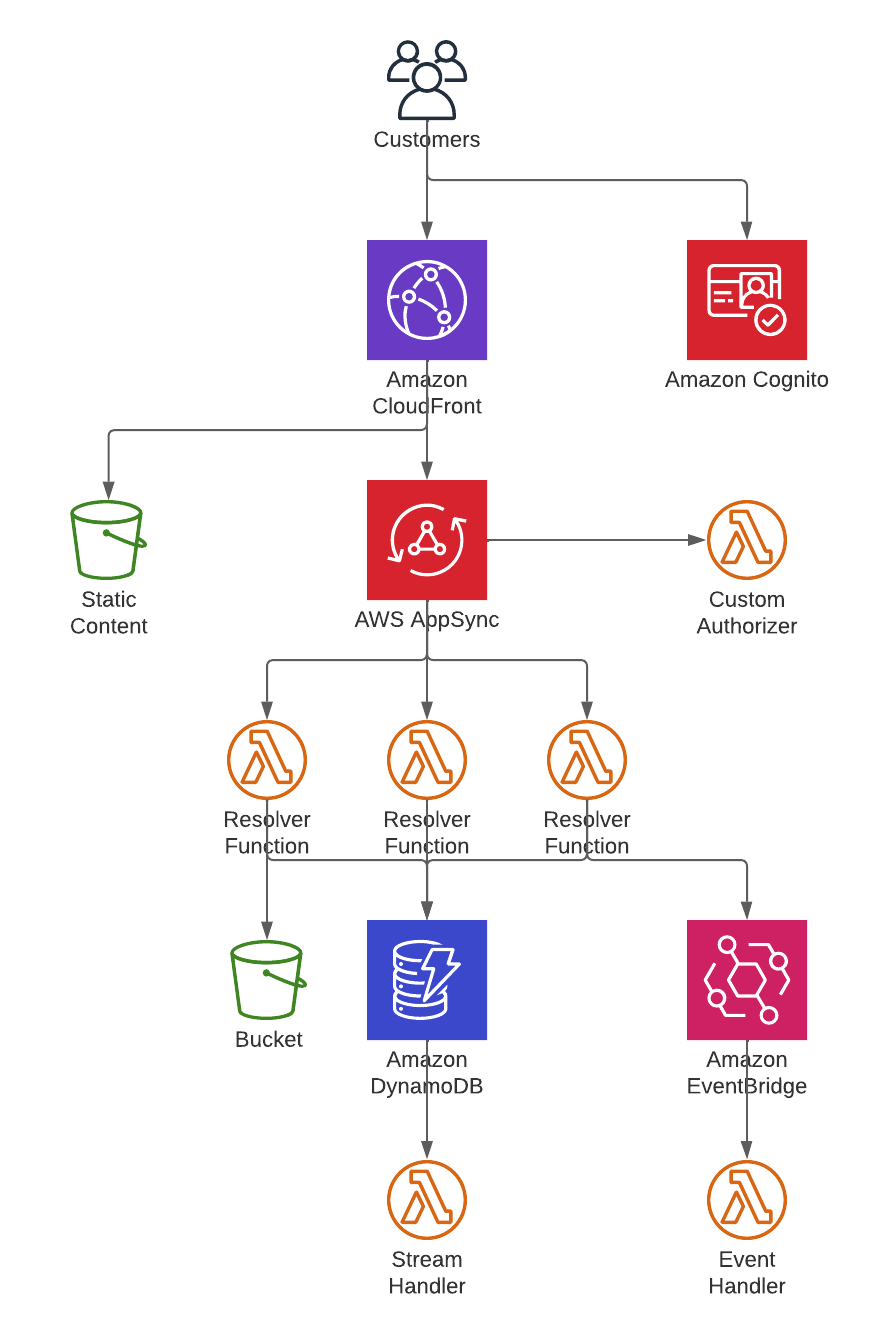 Customers
Amazon
CloudFront
Amazon Cognito
Static
Content
AWS AppSync
Custom
Authorizer
Resolver
Function
Resolver
Function
Resolver
Function
Bucket
Amazon
DynamoDB
Amazon
EventBridge
Stream
Handler
Event
Handler